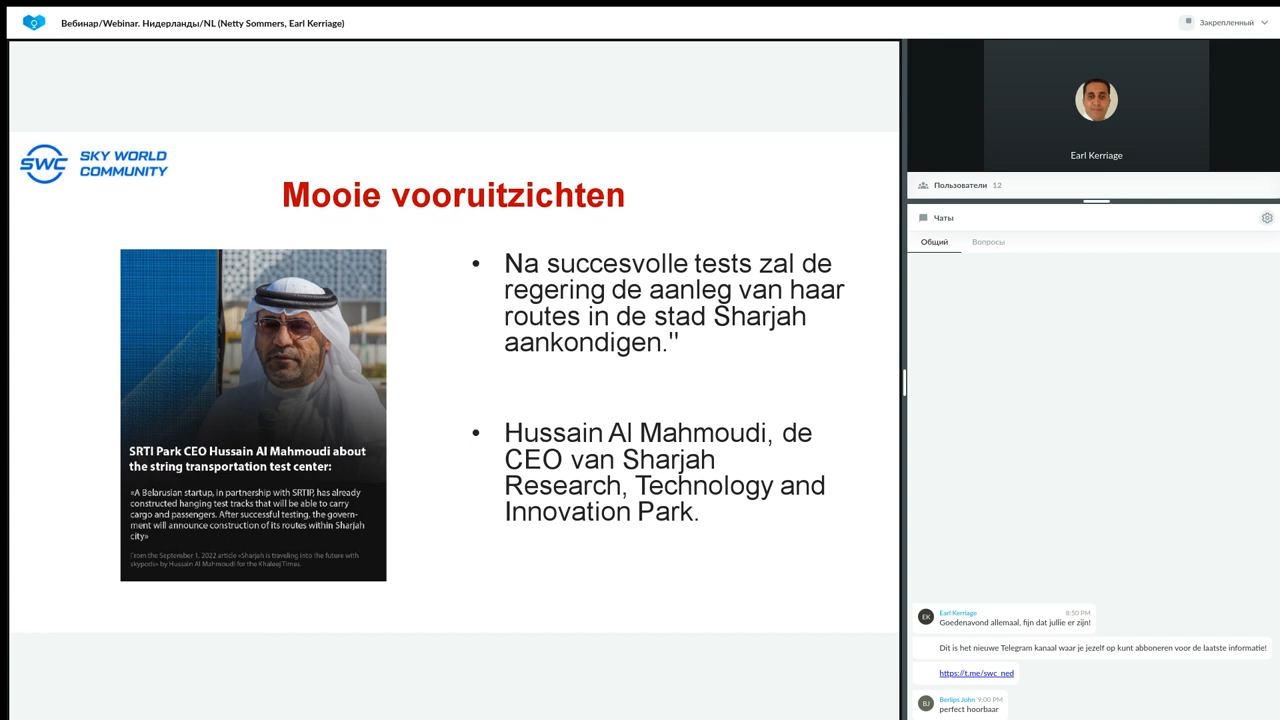 Вебинар/Webinar. Нидерланды/NL (Netty Sommers, Earl Kerriage)
Закрепленный
SWC
SKY WORLD
COMMUNITY
Mooie vooruitzichten
SRTI Park CEO Hussain Al Mahmoudi about
the string transportation test center:
«A Belarusian startup, in partnership with SRTIP, has already
constructed hanging test tracks that will be able to carry
cargo and passengers. After successful testing, the govern-
ment will announce construction of its routes within Sharjah
city»
From the September 1, 2022 article «Sharjah is traveling into the future with
skypods» by Hussain Al Mahmoudi for the Khaleej Times.
• Na succesvolle tests zal de
regering de aanleg van haar
routes in de stad Sharjah
aankondigen."
• Hussain Al Mahmoudi, de
CEO van Sharjah
Research, Technology and
Innovation Park.
Earl Kerriage
Пользователи 12
Чаты
Общий Вопросы
EK
Earl Kerriage 8:50 PM
Goedenavond allemaal, fijn dat jullie er zijn!
Dit is het nieuwe Telegram kanaal waar je jezelf op kunt abboneren voor de laatste informatie!
https://t.me/swc_ned
BJ
Berlips John 9:00 PM
perfect hoorbaar